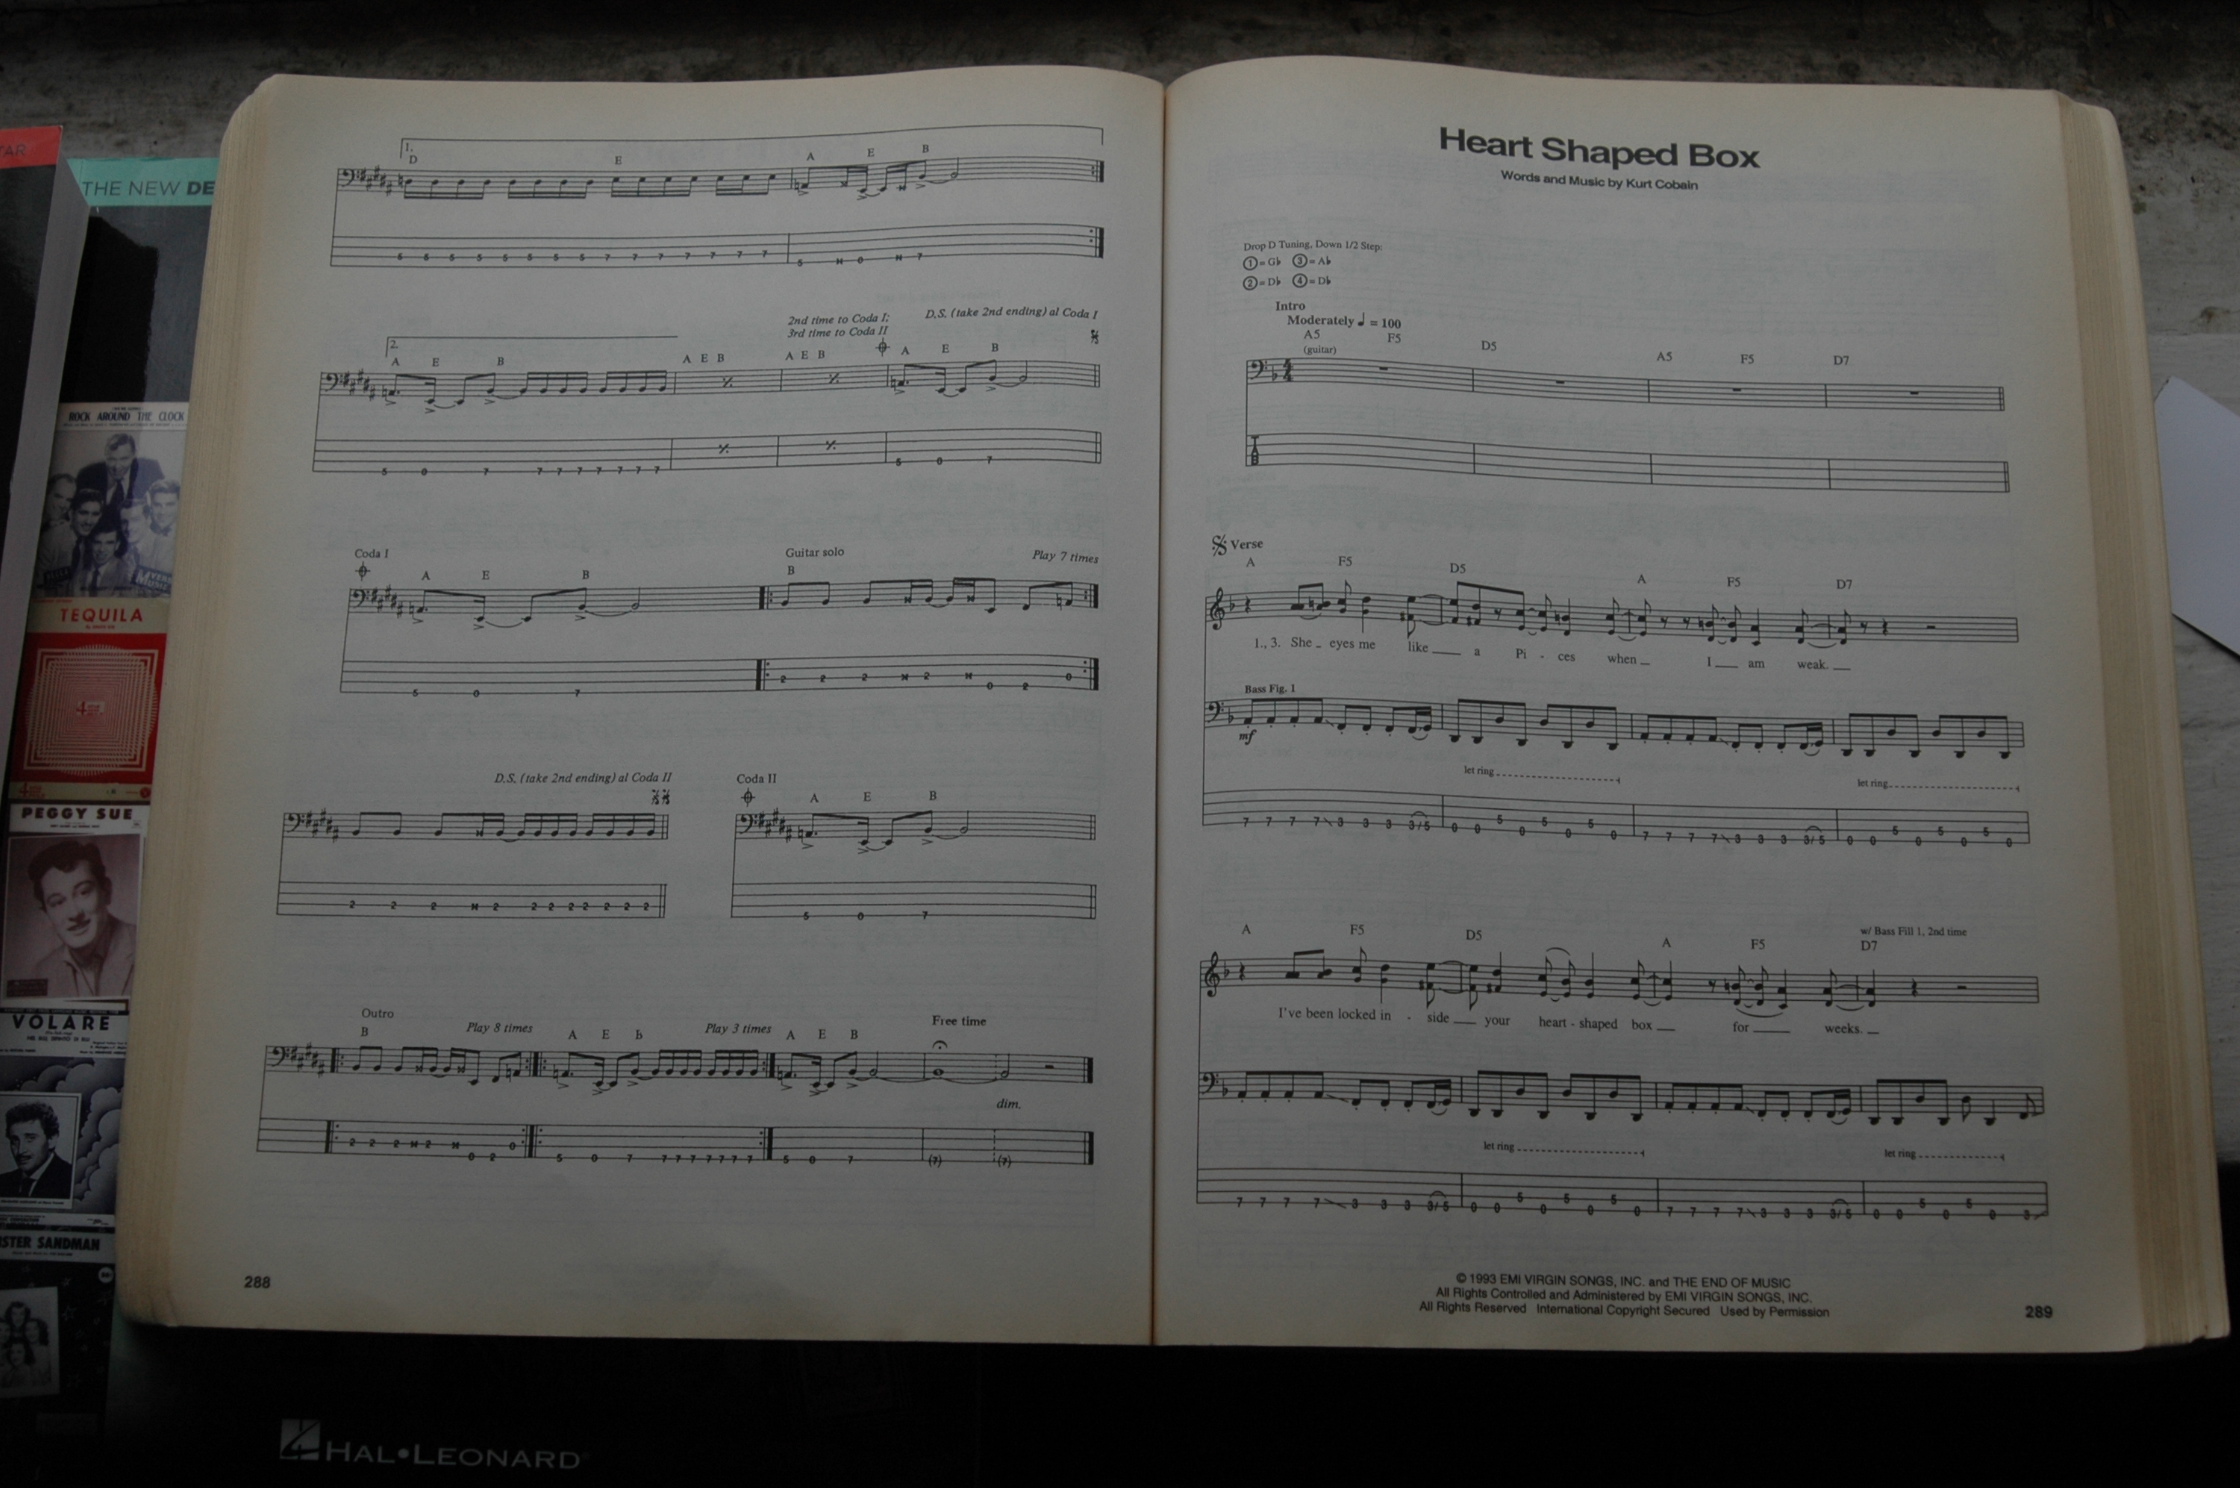 TAR
THE NEW DE
ROCK AROUND THE CLOCK
TEQUILA
PEGGY SUE
VOLARE
STER SANDMAN
HAL•LEONARD
1.
D E A E B
5 5 5 5 5 5 5 5 7 7 7 7 7 7 7 5 0 7
2nd time to Coda I;
3rd time to Coda II
D.S. (take 2nd ending) al Coda I
2.
A E B A E B A E B A E B
5 0 7 7 7 7 7 7 7 7 5 0 7
Coda I
Guitar solo
Play 7 times
A E B B
5 0 7 2 2 2 2 0 2 0
D.S. (take 2nd ending) al Coda II
Coda II
A E B
2 2 2 2 2 2 2 2 2 2 2 5 0 7
Outro
B
Play 8 times
A E B
Play 3 times
A E B
Free time
dim.
2 2 2 2 0 2 0 5 0 7 7 7 7 7 7 7 7 5 0 7 (7) (7)
288
Heart Shaped Box
Words and Music by Kurt Cobain
Drop D Tuning, Down 1/2 Step:
① = G♭ ③ = A♭
② = D♭ ④ = D♭
Intro
Moderately ♩ = 100
A5 F5 D5 A5 F5 D7
(guitar)
4
4
T
A
B
Verse
A F5 D5 A F5 D7
1., 3. She eyes me like a Pi - ces when I am weak.
Bass Fig. 1
mf
let ring let ring
7 7 7 7 3 3 3 3/5 0 0 5 0 5 0 5 0 7 7 7 7 3 3 3 3/5 0 0 5 0 5 0 5 0
w/ Bass Fill 1, 2nd time
A F5 D5 A F5 D7
I've been locked in - side your heart - shaped box for weeks.
let ring let ring
7 7 7 7 3 3 3 3/5 0 0 5 0 5 0 5 0 7 7 7 7 3 3 3 3/5 0 0 5 0 5 0 3
© 1993 EMI VIRGIN SONGS, INC. and THE END OF MUSIC
All Rights Controlled and Administered by EMI VIRGIN SONGS, INC.
All Rights Reserved International Copyright Secured Used by Permission
289